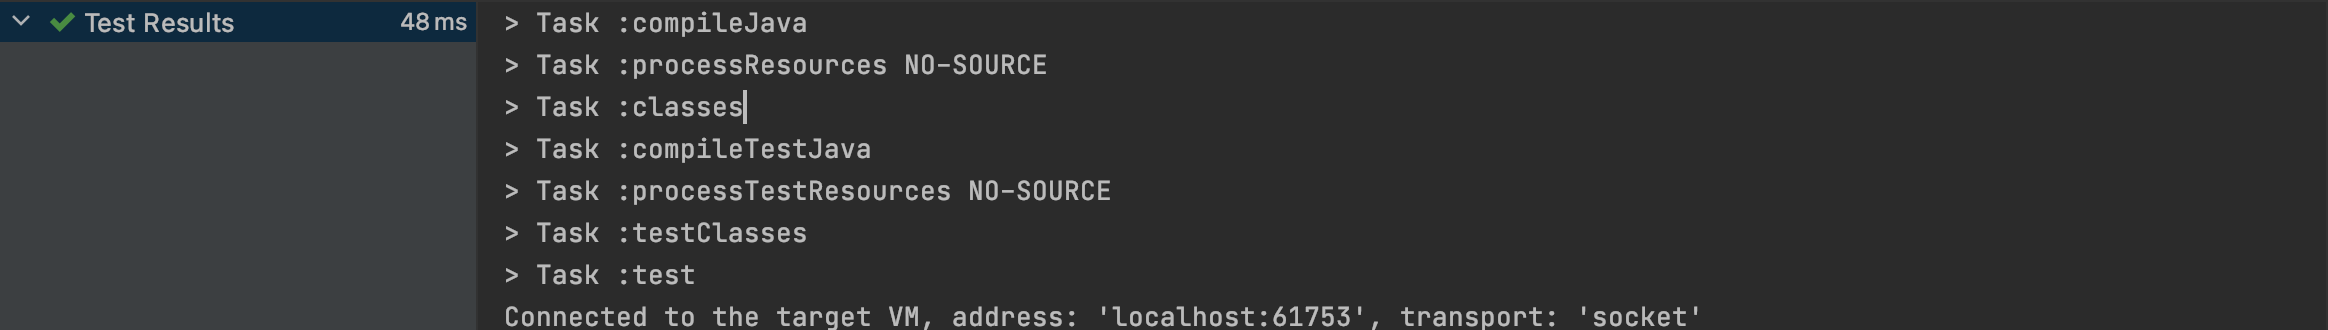 Test Results 48 ms
> Task :compileJava
> Task :processResources NO-SOURCE
> Task :classes
> Task :compileTestJava
> Task :processTestResources NO-SOURCE
> Task :testClasses
> Task :test
Connected to the target VM, address: 'localhost:61753', transport: 'socket'